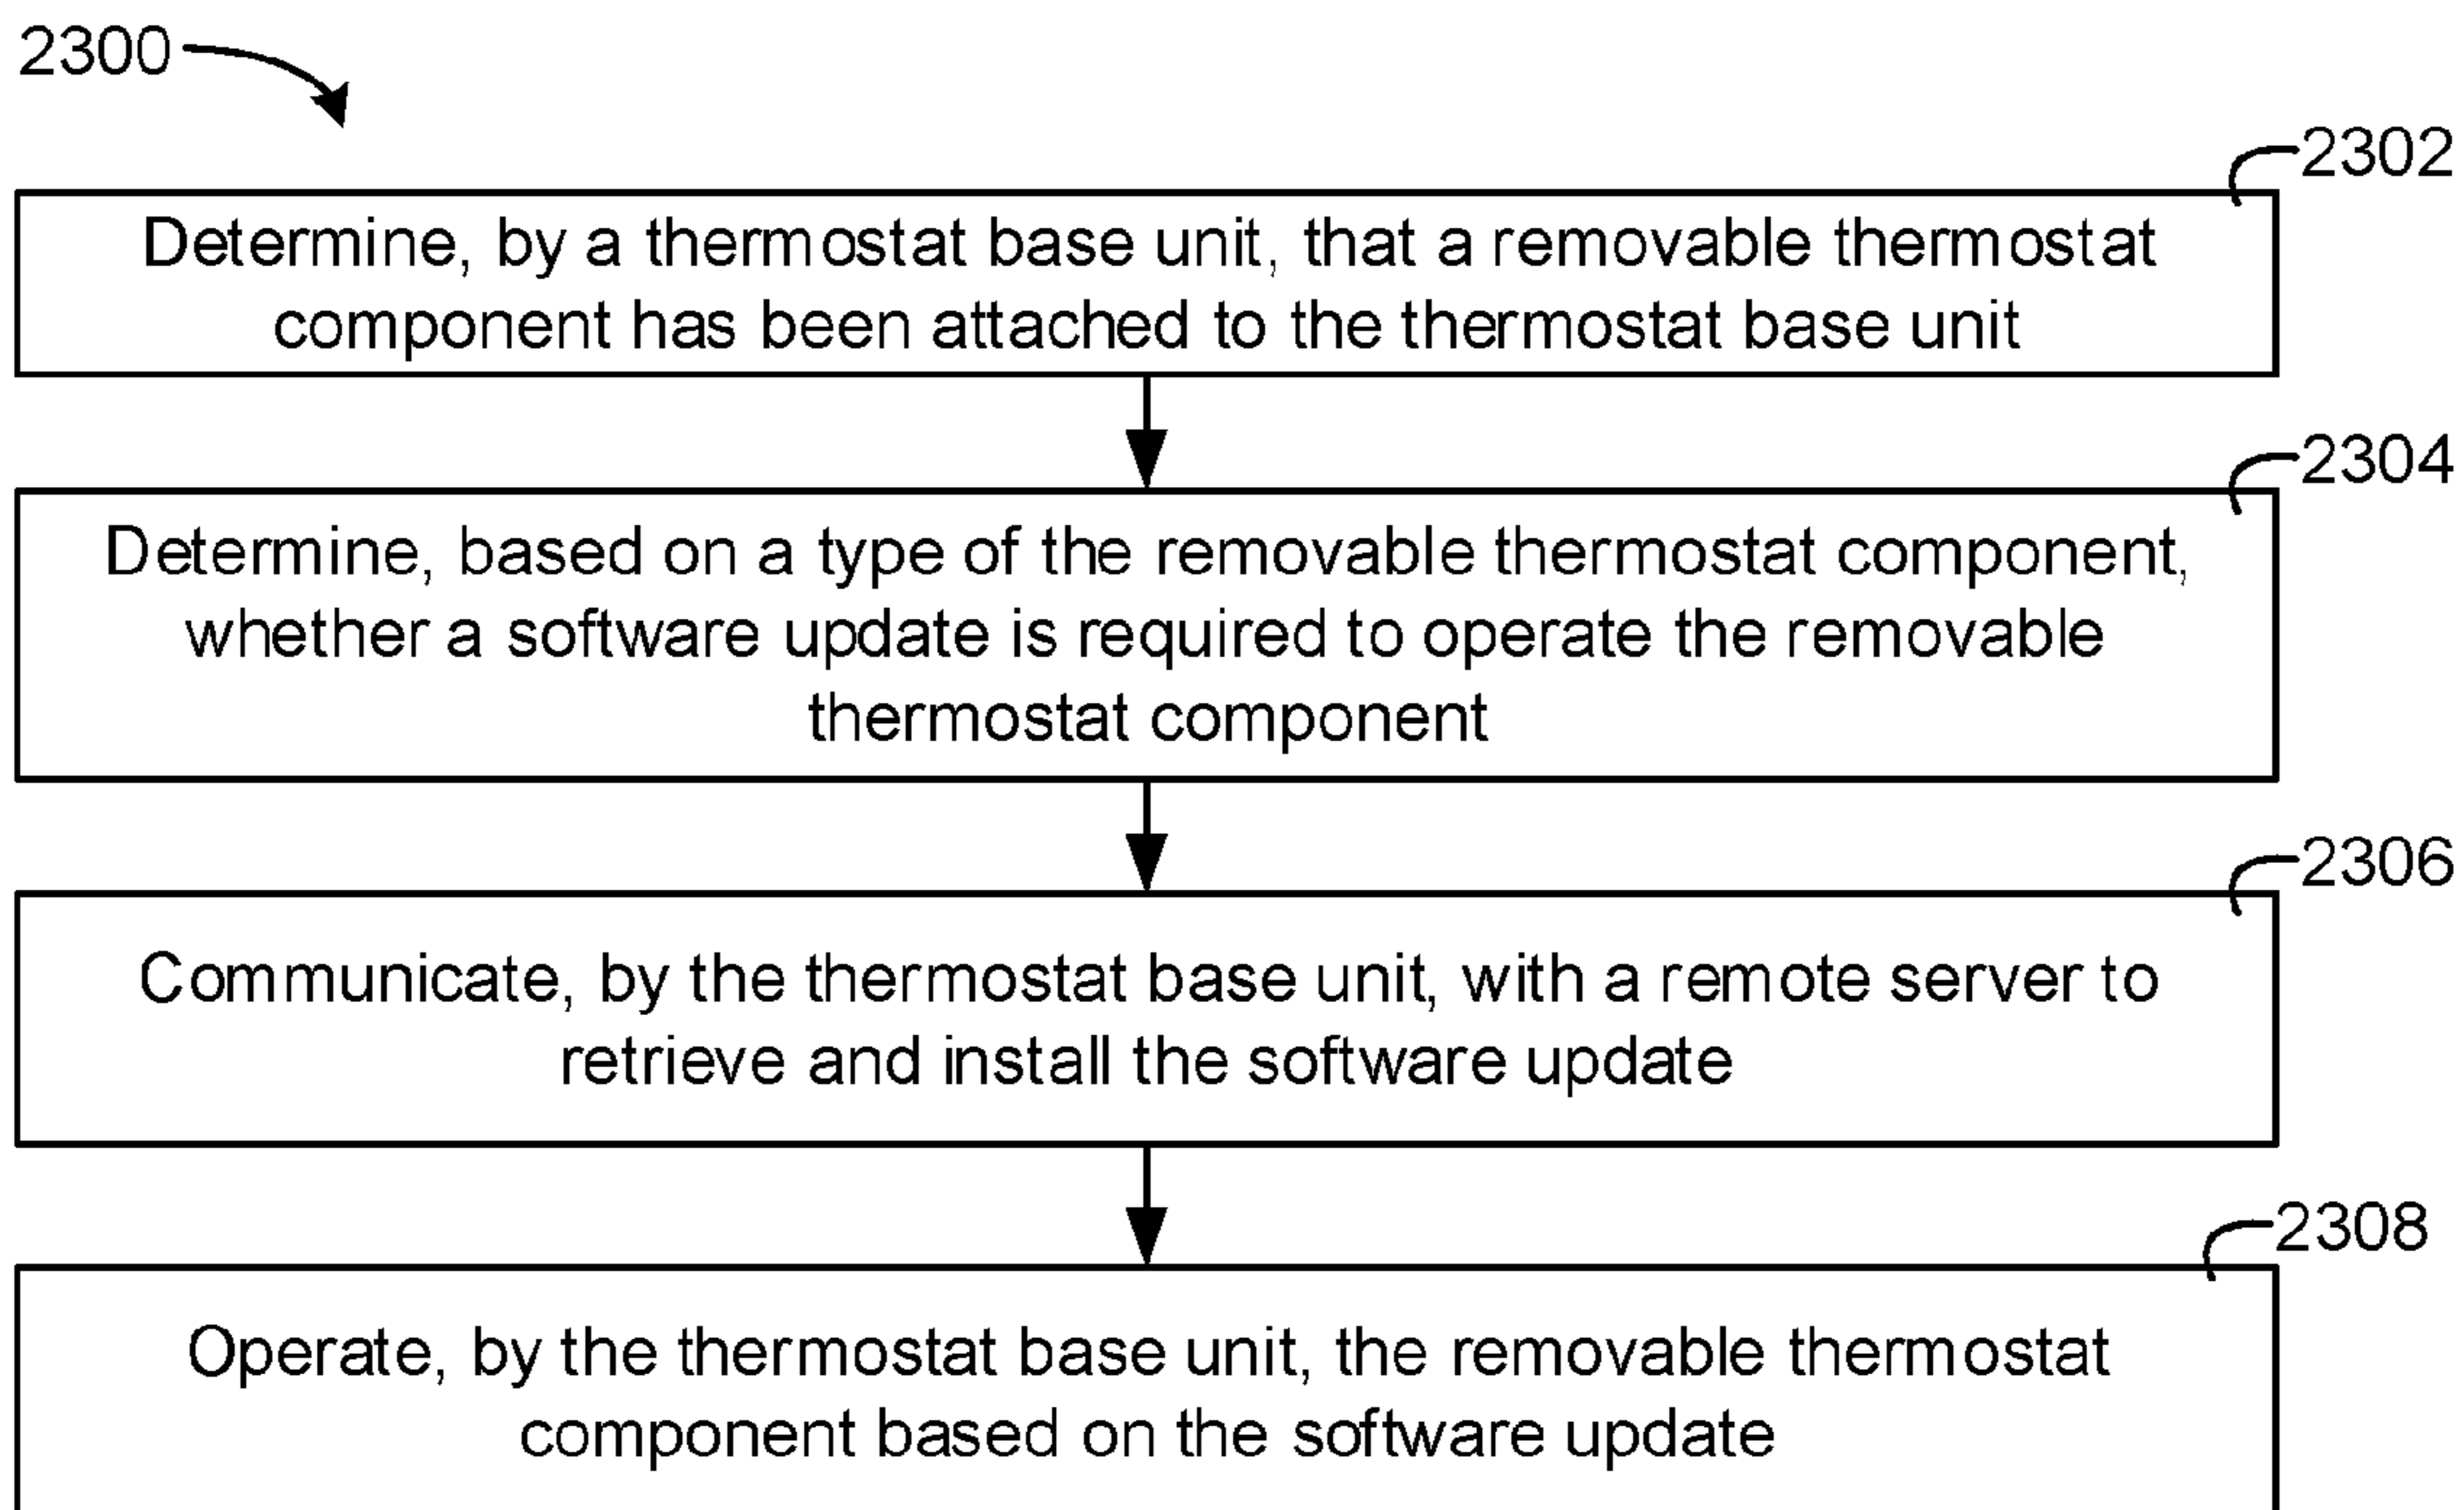 2300
2302
Determine, by a thermostat base unit, that a removable thermostat
component has been attached to the thermostat base unit
2304
Determine, based on a type of the removable thermostat component,
whether a software update is required to operate the removable
thermostat component
2306
Communicate, by the thermostat base unit, with a remote server to
retrieve and install the software update
2308
Operate, by the thermostat base unit, the removable thermostat
component based on the software update